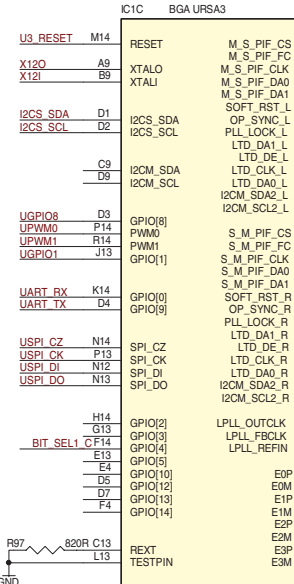 IC1C BGA URSA3
U3_RESET M14 RESET M_S_PIF_CS
M_S_PIF_FC
X12O A9 XTALO M_S_PIF_CLK
X12I B9 XTALI M_S_PIF_DA0
M_S_PIF_DA1
SOFT_RST_L
I2CS_SDA D1 I2CS_SDA OP_SYNC_L
I2CS_SCL D2 I2CS_SCL PLL_LOCK_L
LTD_DA1_L
LTD_DE_L
C9 I2CM_SDA LTD_CLK_L
D9 I2CM_SCL LTD_DA0_L
I2CM_SDA2_L
I2CM_SCL2_L
UGPIO8 D3 GPIO[8]
UPWM0 P14 PWM0 S_M_PIF_CS
UPWM1 R14 PWM1 S_M_PIF_FC
UGPIO1 J13 GPIO[1] S_M_PIF_CLK
S_M_PIF_DA0
S_M_PIF_DA1
UART_RX K14 GPIO[0] SOFT_RST_R
UART_TX D4 GPIO[9] OP_SYNC_R
PLL_LOCK_R
LTD_DA1_R
USPI_CZ N14 SPI_CZ LTD_DE_R
USPI_CK P13 SPI_CK LTD_CLK_R
USPI_DI N12 SPI_DI LTD_DA0_R
USPI_DO N13 SPI_DO I2CM_SDA2_R
I2CM_SCL2_R
H14 GPIO[2] LPLL_OUTCLK
G13 GPIO[3] LPLL_FBCLK
BIT_SEL1_C F14 GPIO[4] LPLL_REFIN
E13 GPIO[5]
E4 GPIO[10] E0P
D5 GPIO[12] E0M
D7 GPIO[13] E1P
F4 GPIO[14] E1M
E2P
E2M
R97 820R C13 REXT E3P
L13 TESTPIN E3M
GND